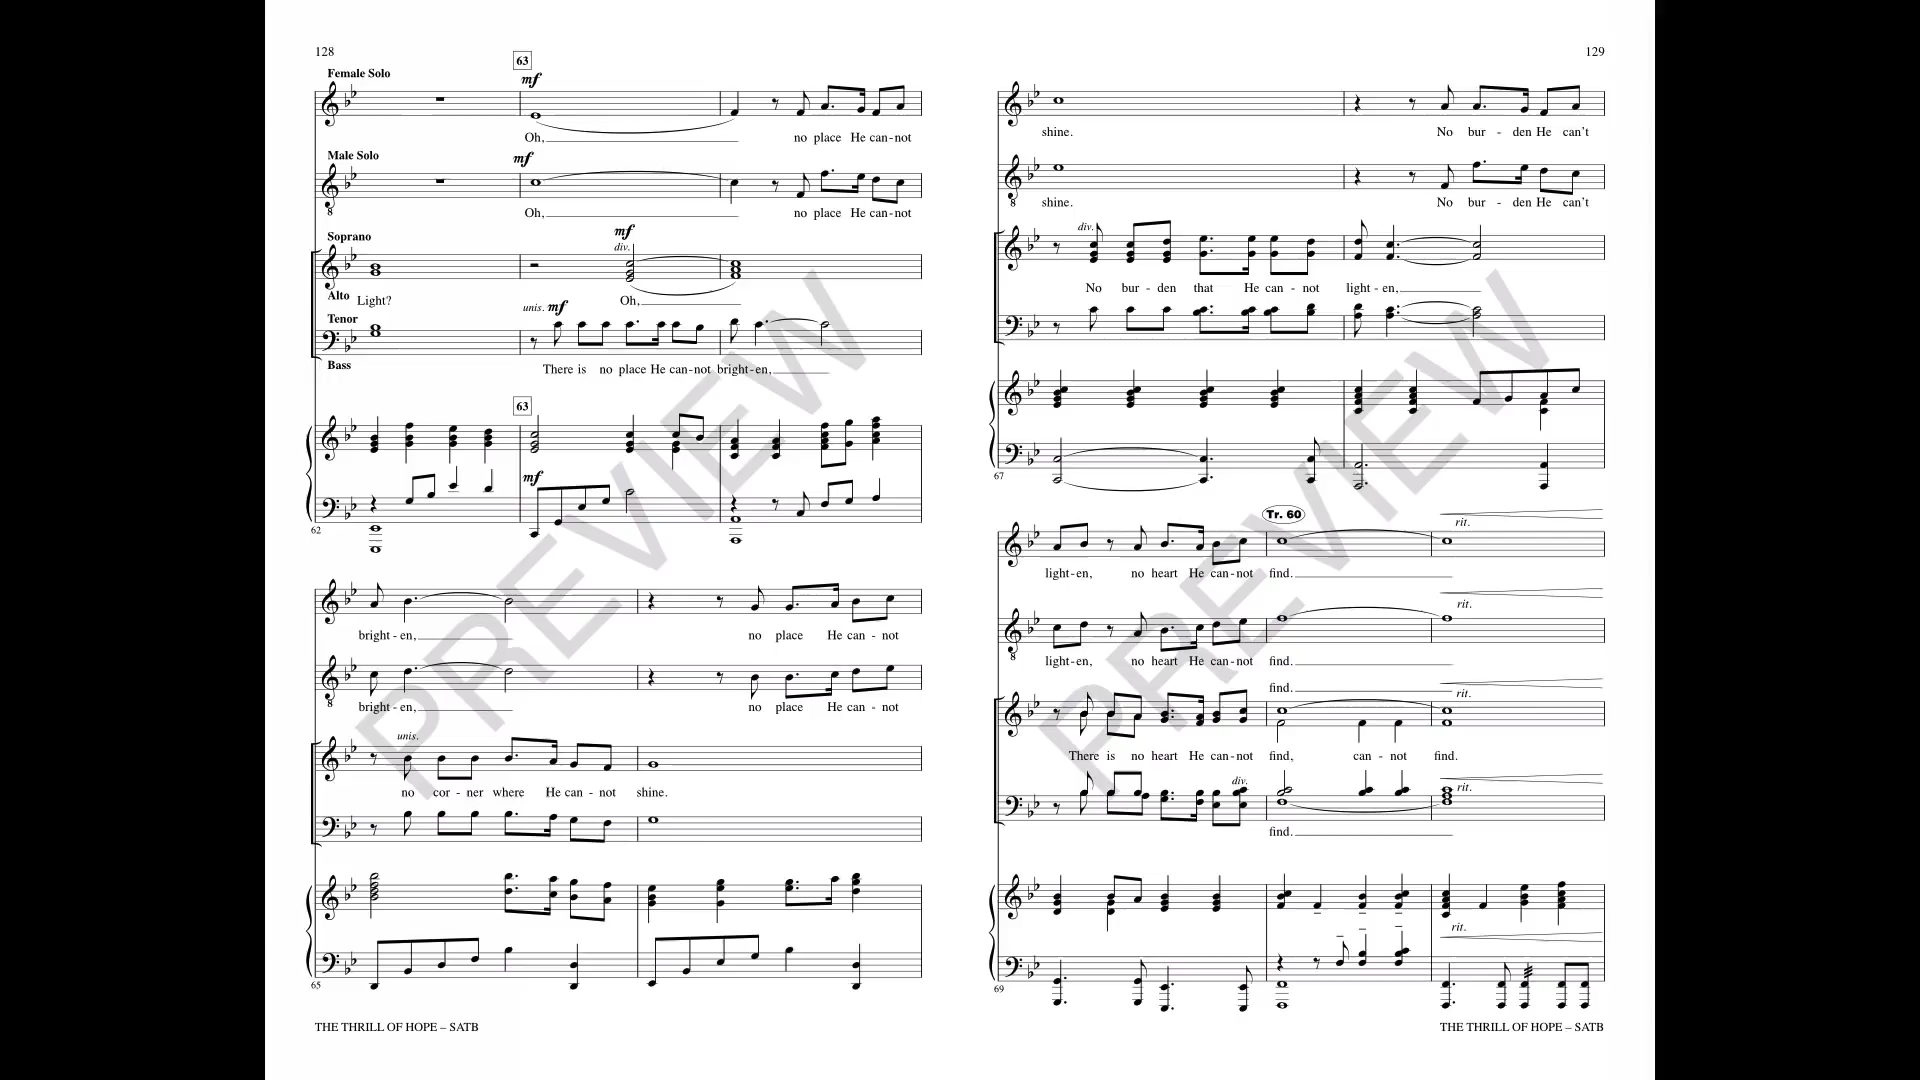 128
63
Female Solo
mf
Oh, no place He can-not
Male Solo
mf
Oh, no place He can-not
Soprano
mf
div.
Alto
Light? Oh,
unis. mf
Tenor
Bass
There is no place He can-not bright-en,
63
mf
62
bright - en, no place He can - not
bright - en, no place He can - not
unis.
no cor - ner where He can - not shine.
65
THE THRILL OF HOPE – SATB
PREVIEW
129
shine. No bur - den He can't
8
shine. No bur - den He can't
div.
No bur - den that He can - not light - en,
67
Tr. 60
rit.
light-en, no heart He can-not find.
rit.
light-en, no heart He can-not find.
find.
rit.
There is no heart He can-not find, can - not find.
div.
rit.
find.
rit.
69
THE THRILL OF HOPE – SATB
PREVIEW